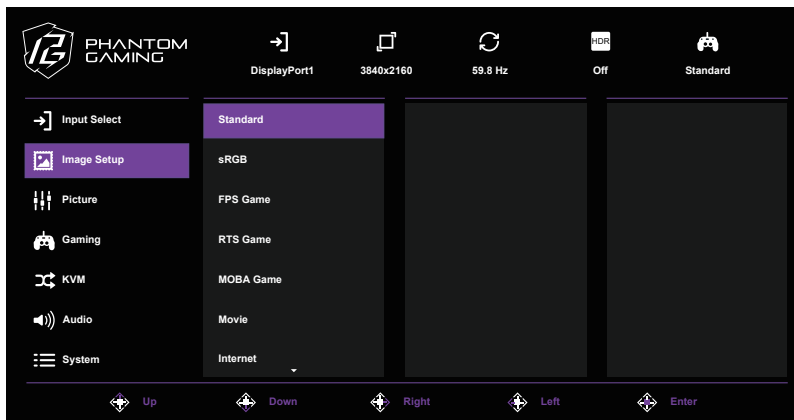 PHANTOM
GAMING
DisplayPort1
3840x2160
59.8 Hz
HDR
Off
Standard
Input Select
Image Setup
Picture
Gaming
KVM
Audio
System
Standard
sRGB
FPS Game
RTS Game
MOBA Game
Movie
Internet
Up
Down
Right
Left
Enter